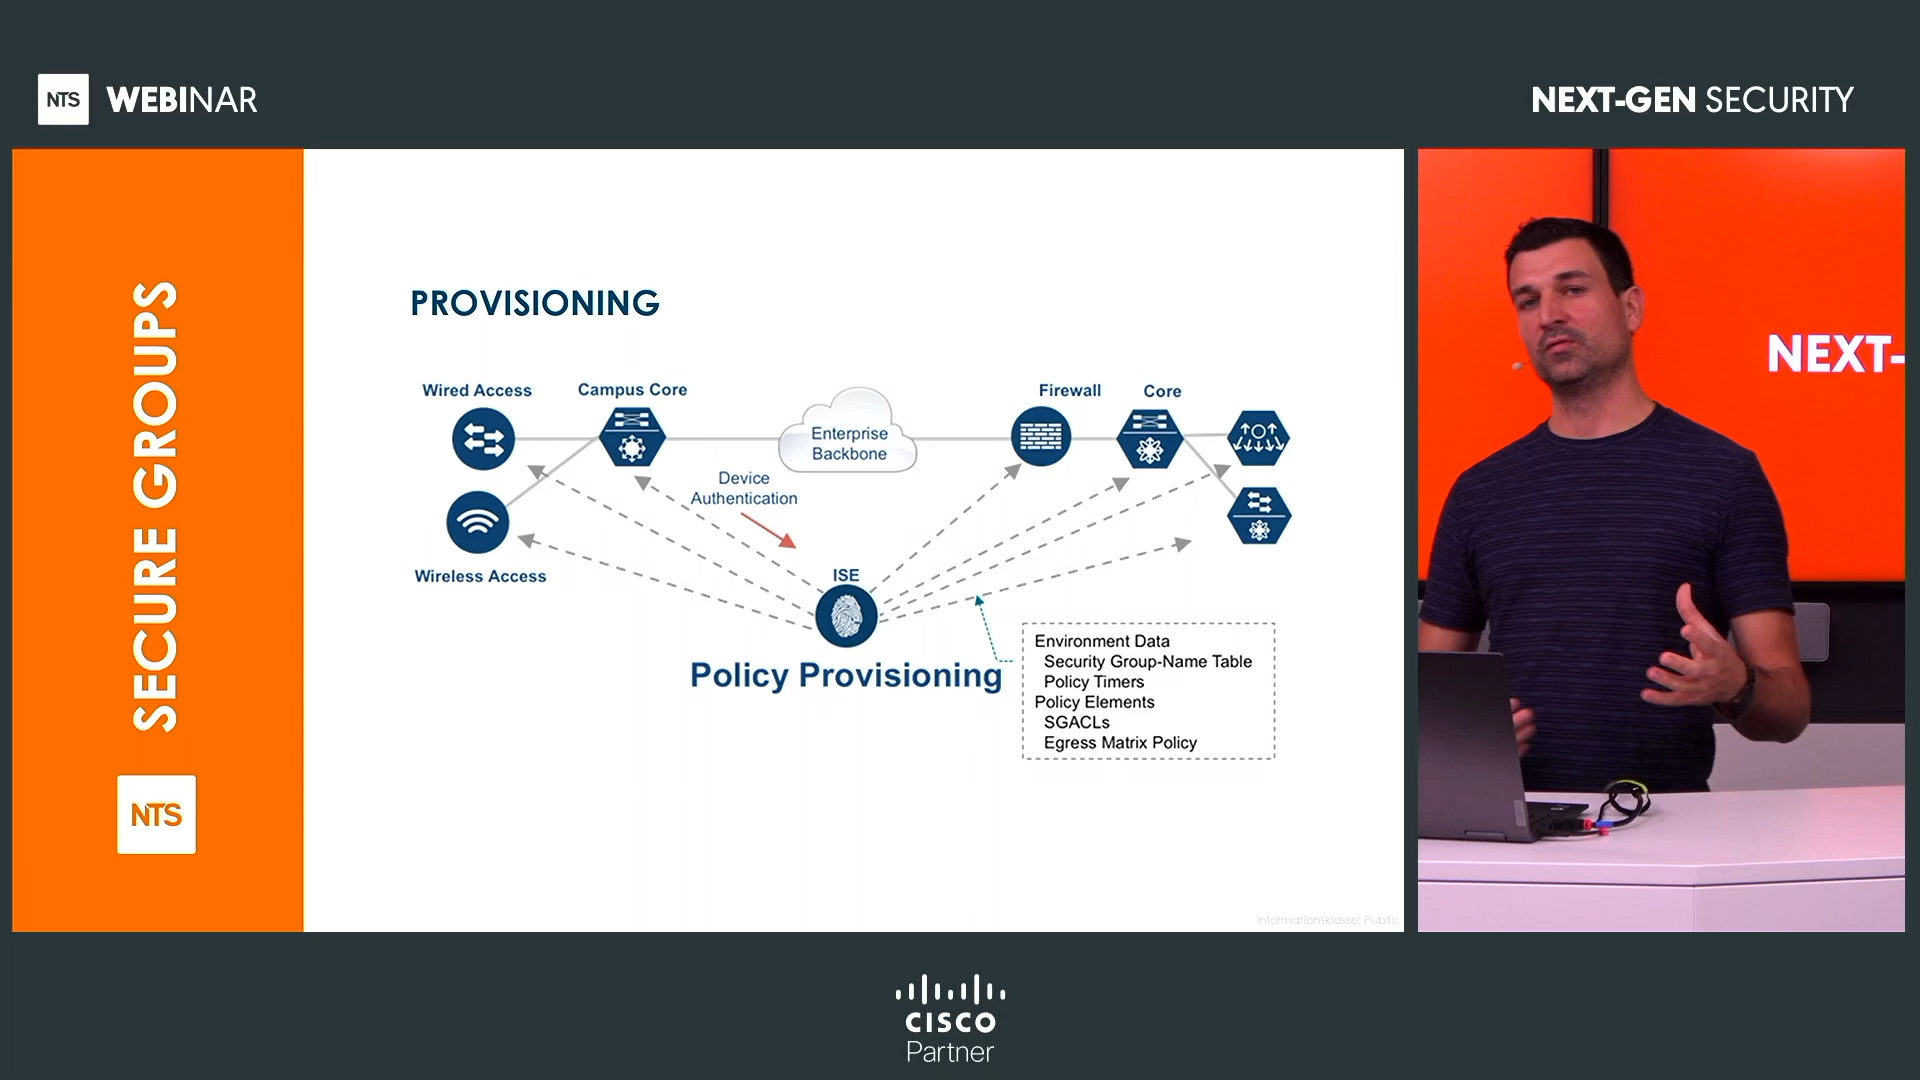 NTS WEBINAR
NEXT-GEN SECURITY
SECURE GROUPS
NTS
PROVISIONING
Wired Access
Campus Core
Enterprise
Backbone
Firewall
Core
Device
Authentication
Wireless Access
ISE
Policy Provisioning
Environment Data
Security Group-Name Table
Policy Timers
Policy Elements
SGACLs
Egress Matrix Policy
Informationsklasse: Public
NEXT-
CISCO
Partner